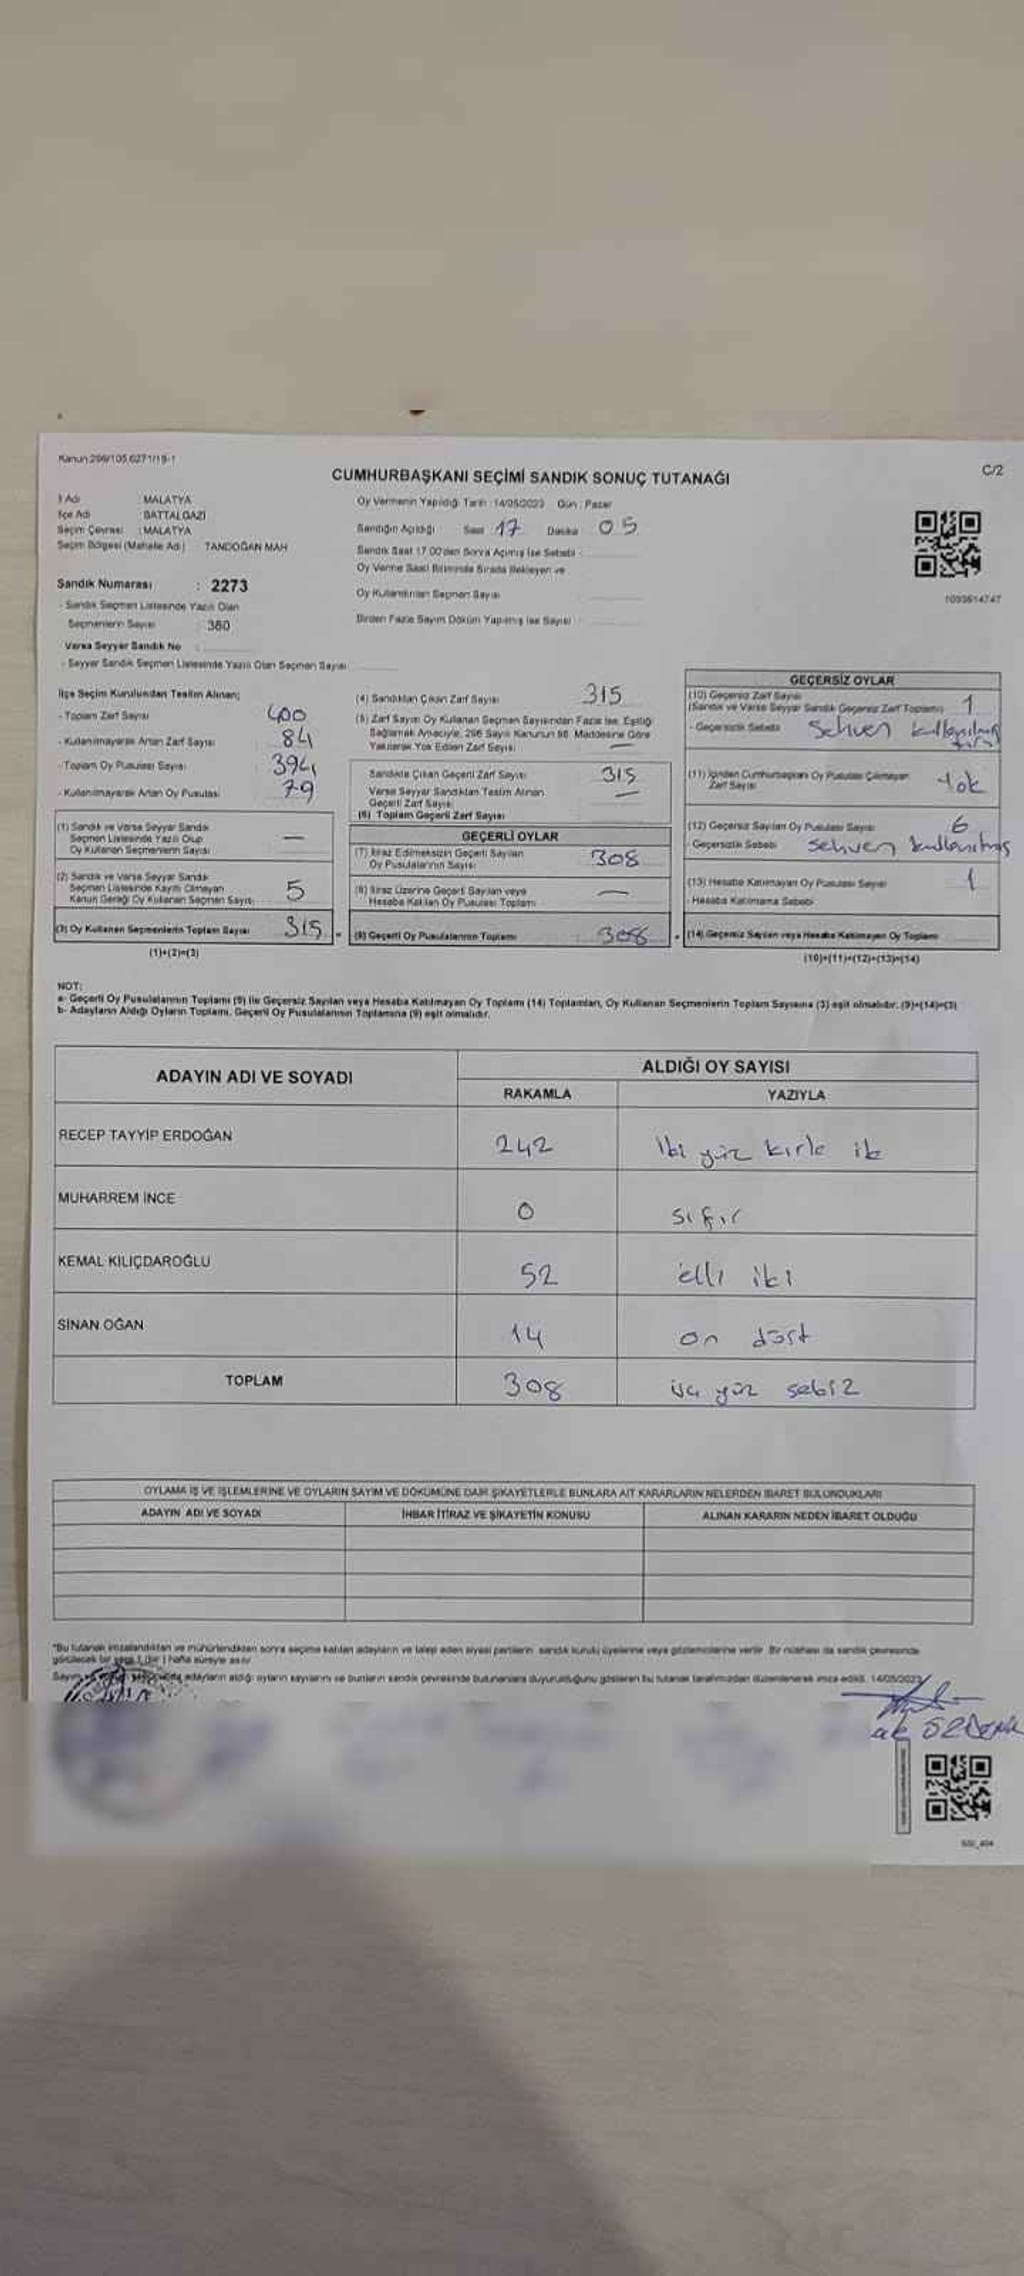 Kanun 298/105,6271/19-1
C/2
CUMHURBAŞKANI SEÇİMİ SANDIK SONUÇ TUTANAĞI
İl Adı : MALATYA
İlçe Adı : BATTALGAZİ
Seçim Çevresi : MALATYA
Seçim Bölgesi (Mahalle Adı) : TANDOĞAN MAH
Oy Vermenin Yapıldığı Tarih : 14/05/2023 Gün : Pazar
Sandığın Açıldığı Saat 17 Dakika 05
Sandık Saat 17.00'den Sonra Açılmış İse Sebebi :
Oy Verme Saati Bitiminde Sırada Bekleyen ve
Oy Kullandırılan Seçmen Sayısı
Birden Fazla Sayım Döküm Yapılmış İse Sayısı :
1093614747
Sandık Numarası : 2273
- Sandık Seçmen Listesinde Yazılı Olan
Seçmenlerin Sayısı : 380
Varsa Seyyar Sandık No :
- Seyyar Sandık Seçmen Listesinde Yazılı Olan Seçmen Sayısı
İlçe Seçim Kurulundan Teslim Alınan;
- Toplam Zarf Sayısı 400
- Kullanılmayarak Artan Zarf Sayısı 84
- Toplam Oy Pusulası Sayısı 394
- Kullanılmayarak Artan Oy Pusulası 79
(1) Sandık ve Varsa Seyyar Sandık
Seçmen Listesinde Yazılı Olup
Oy Kullanan Seçmenlerin Sayısı —
(2) Sandık ve Varsa Seyyar Sandık
Seçmen Listesinde Kayıtlı Olmayan
Kanun Gereği Oy Kullanan Seçmen Sayısı 5
(3) Oy Kullanan Seçmenlerin Toplam Sayısı 315
(1)+(2)=(3)
(4) Sandıktan Çıkan Zarf Sayısı 315
(5) Zarf Sayısı Oy Kullanan Seçmen Sayısından Fazla İse, Eşitliği
Sağlamak Amacıyla, 298 Sayılı Kanunun 98. Maddesine Göre
Yakılarak Yok Edilen Zarf Sayısı —
Sandıkta Çıkan Geçerli Zarf Sayısı 315
Varsa Seyyar Sandıktan Teslim Alınan
Geçerli Zarf Sayısı —
(6) Toplam Geçerli Zarf Sayısı
GEÇERLİ OYLAR
(7) İtiraz Edilmeksizin Geçerli Sayılan
Oy Pusulalarının Sayısı 308
(8) İtiraz Üzerine Geçerli Sayılan veya
Hesaba Katılan Oy Pusulası Toplamı —
(9) Geçerli Oy Pusulalarının Toplamı 308
GEÇERSİZ OYLAR
(10) Geçersiz Zarf Sayısı
(Sandık ve Varsa Seyyar Sandık Geçersiz Zarf Toplamı) 1
- Geçersizlik Sebebi Sehven kullanılmıştır
(11) İçinden Cumhurbaşkanı Oy Pusulası Çıkmayan
Zarf Sayısı Yok
(12) Geçersiz Sayılan Oy Pusulası Sayısı 6
- Geçersizlik Sebebi Sehven kullanılmış
(13) Hesaba Katılmayan Oy Pusulası Sayısı 1
- Hesaba Katılmama Sebebi
(14) Geçersiz Sayılan veya Hesaba Katılmayan Oy Toplamı
(10)+(11)+(12)+(13)=(14)
NOT:
a- Geçerli Oy Pusulalarının Toplamı (9) ile Geçersiz Sayılan veya Hesaba Katılmayan Oy Toplamı (14) Toplamları, Oy Kullanan Seçmenlerin Toplam Sayısına (3) eşit olmalıdır. (9)+(14)=(3)
b- Adayların Aldığı Oyların Toplamı, Geçerli Oy Pusulalarının Toplamına (9) eşit olmalıdır.
ADAYIN ADI VE SOYADI
ALDIĞI OY SAYISI
RAKAMLA YAZIYLA
RECEP TAYYİP ERDOĞAN 242 iki yüz kırk iki
MUHARREM İNCE 0 sıfır
KEMAL KILIÇDAROĞLU 52 elli iki
SİNAN OĞAN 14 on dört
TOPLAM 308 üç yüz sekiz
OYLAMA İŞ VE İŞLEMLERİNE VE OYLARIN SAYIM VE DÖKÜMÜNE DAİR ŞİKAYETLERLE BUNLARA AİT KARARLARIN NELERDEN İBARET BULUNDUKLARI
ADAYIN ADI VE SOYADI İHBAR İTİRAZ VE ŞİKAYETİN KONUSU ALINAN KARARIN NEDEN İBARET OLDUĞU
*Bu tutanak imzalandıktan ve mühürlendikten sonra seçime katılan adayların ve talep eden siyasi partilerin sandık kurulu üyelerine veya gözlemcilerine verilir. Bir nüshası da sandık çevresinde
görülecek bir yere 1 (bir) hafta süreyle asılır
adayların aldığı oyların sayılarını ve bunların sandık çevresinde bulunanlara duyurulduğunu gösteren bu tutanak tarafımızdan düzenlenerek imza edildi. 14/05/2023